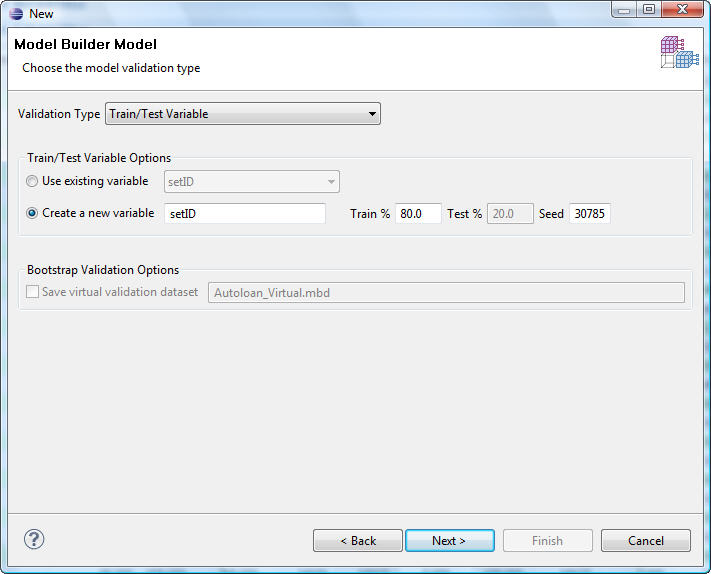 New
Model Builder Model
Choose the model validation type
Validation Type Train/Test Variable
Train/Test Variable Options
Use existing variable setID
Create a new variable setID Train % 80.0 Test % 20.0 Seed 30785
Bootstrap Validation Options
Save virtual validation dataset Autoloan_Virtual.mbd
? < Back Next > Finish Cancel